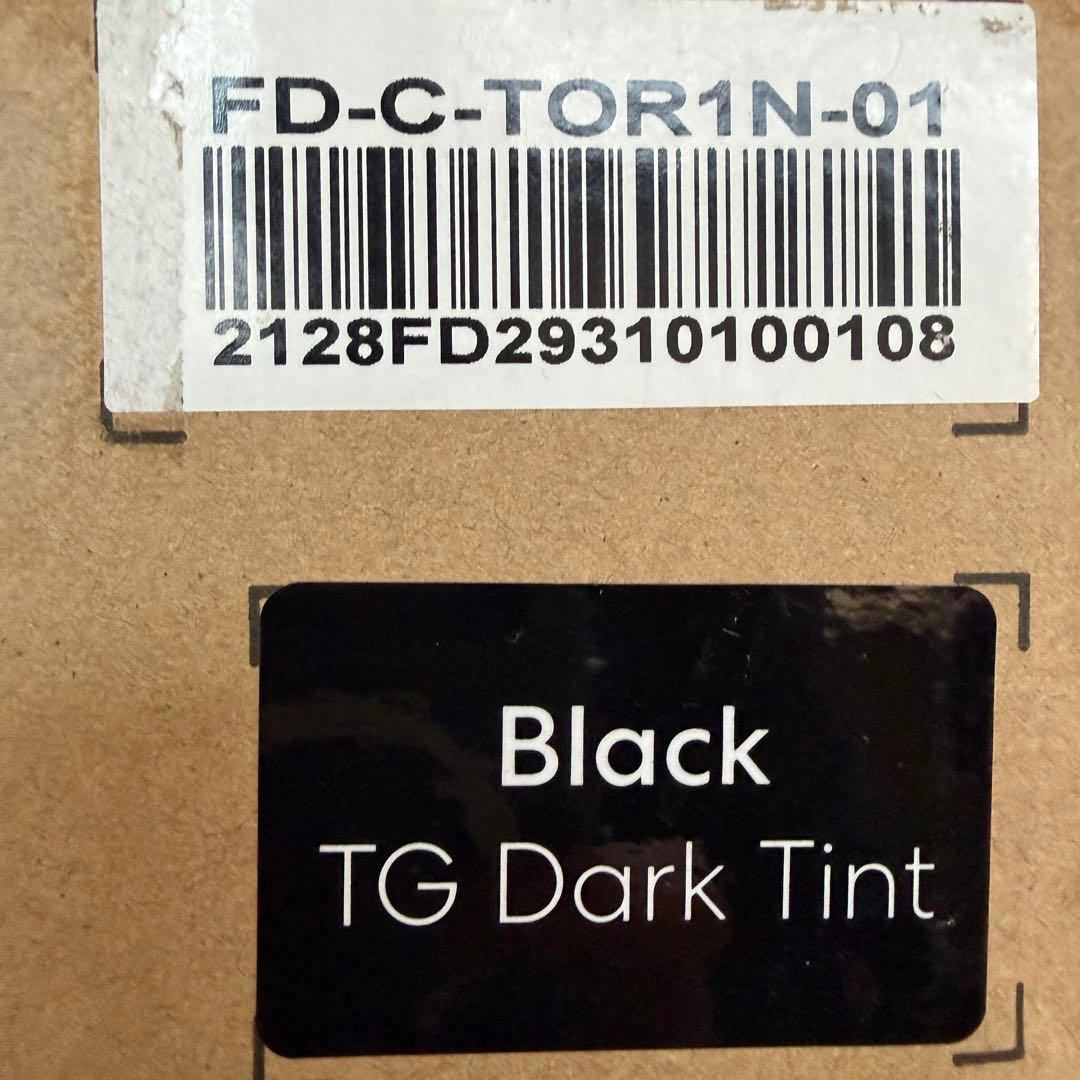 FD-C-TOR1N-01
2128FD29310100108
Black
TG Dark Tint